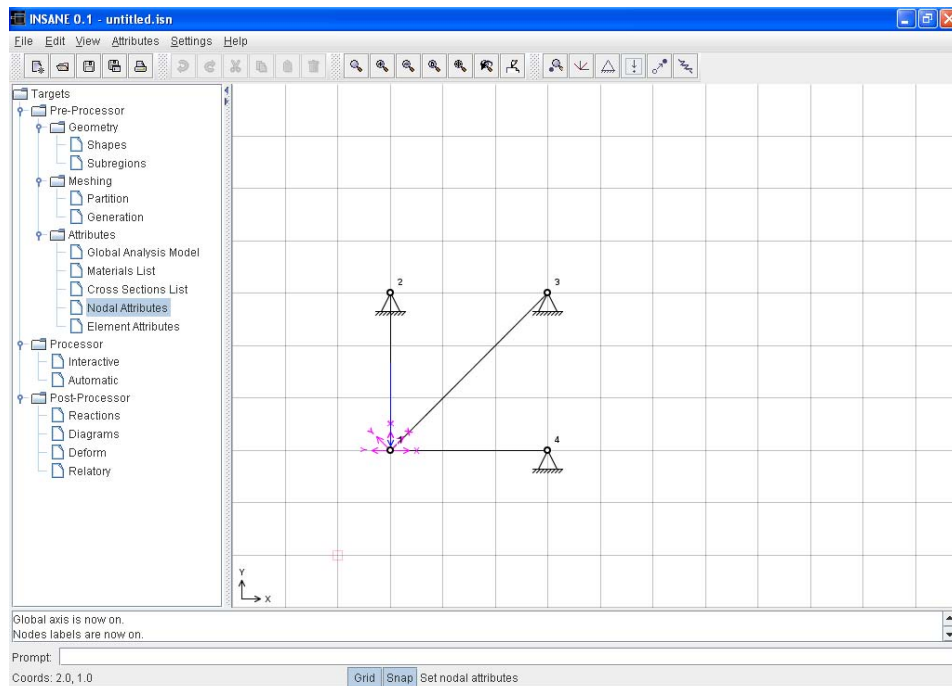 INSANE 0.1 - untitled.isn
File Edit View Attributes Settings Help
Targets
Pre-Processor
Geometry
Shapes
Subregions
Meshing
Partition
Generation
Attributes
Global Analysis Model
Materials List
Cross Sections List
Nodal Attributes
Element Attributes
Processor
Interactive
Automatic
Post-Processor
Reactions
Diagrams
Deform
Relatory
2
3
4
Y
X
Global axis is now on.
Nodes labels are now on.
Prompt:
Coords: 2.0, 1.0 Grid Snap Set nodal attributes